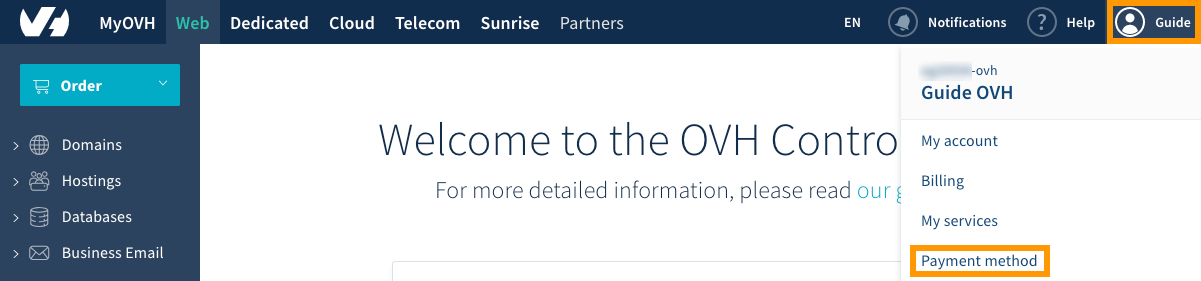 MyOVH Web Dedicated Cloud Telecom Sunrise Partners EN Notifications ? Help Guide
Order
Domains
Hostings
Databases
Business Email
Welcome to the OVH Contro
For more detailed information, please read our g
-ovh
Guide OVH
My account
Billing
My services
Payment method